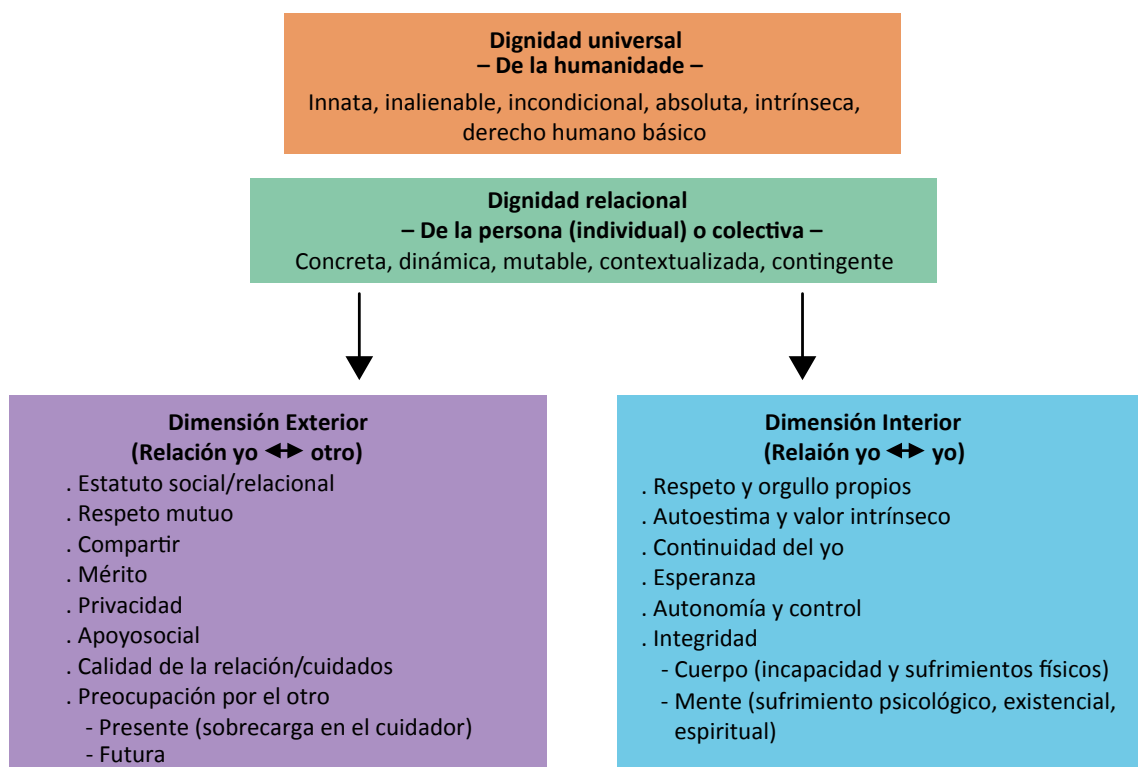 Dignidad universal
– De la humanidade –
Innata, inalienable, incondicional, absoluta, intrínseca,
derecho humano básico
Dignidad relacional
– De la persona (individual) o colectiva –
Concreta, dinámica, mutable, contextualizada, contingente
Dimensión Exterior
(Relación yo ◄► otro)
. Estatuto social/relacional
. Respeto mutuo
. Compartir
. Mérito
. Privacidad
. Apoyosocial
. Calidad de la relación/cuidados
. Preocupación por el otro
- Presente (sobrecarga en el cuidador)
- Futura
Dimensión Interior
(Relaión yo ◄► yo)
. Respeto y orgullo propios
. Autoestima y valor intrínseco
. Continuidad del yo
. Esperanza
. Autonomía y control
. Integridad
- Cuerpo (incapacidad y sufrimientos físicos)
- Mente (sufrimiento psicológico, existencial,
espiritual)